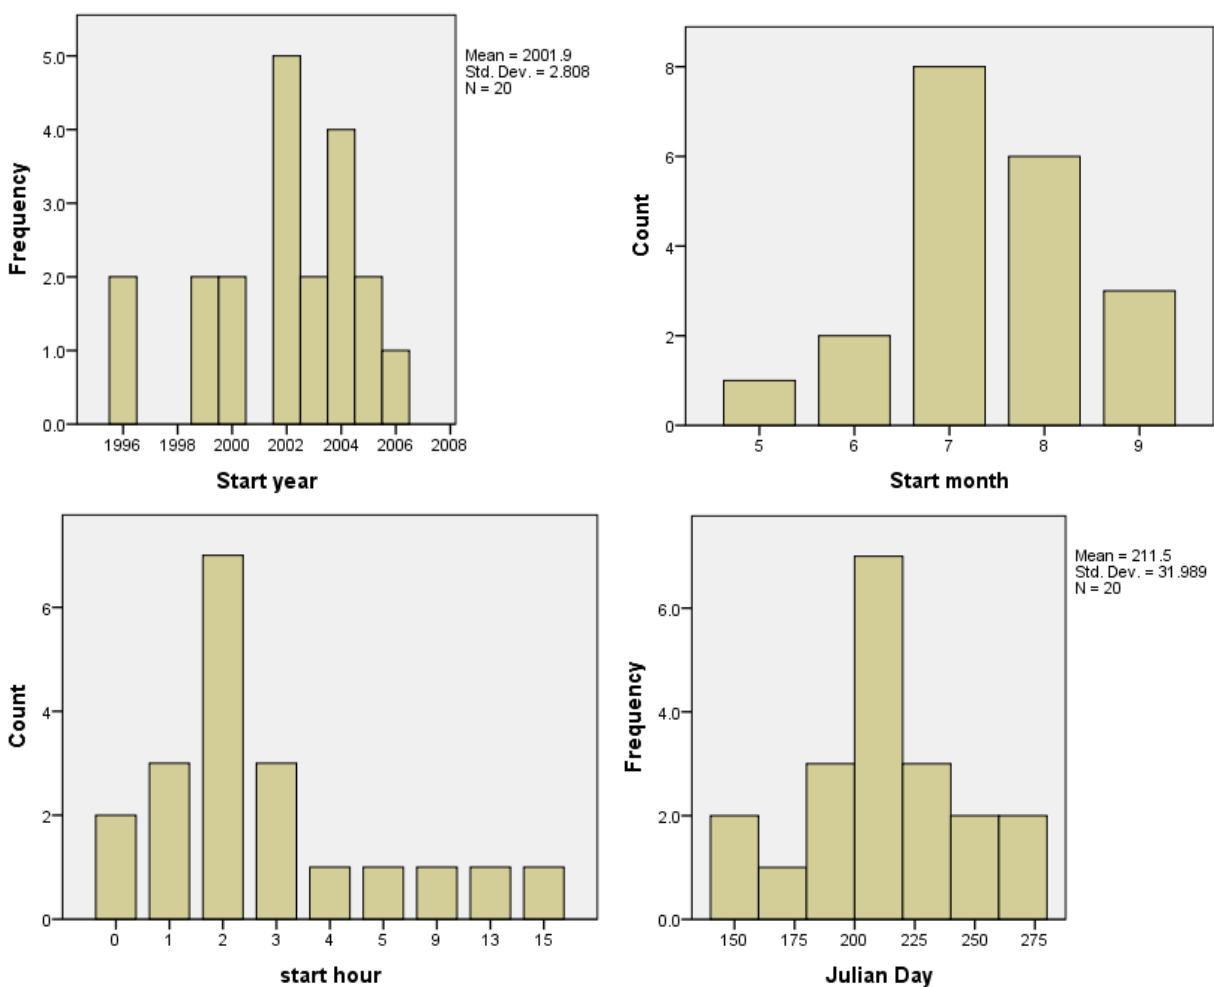 5.0
4.0
3.0
2.0
1.0
0.0
Frequency
1996 1998 2000 2002 2004 2006 2008
Start year
Mean = 2001.9
Std. Dev. = 2.808
N = 20
8
6
4
2
0
Count
5 6 7 8 9
Start month
6
4
2
0
Count
0 1 2 3 4 5 9 13 15
start hour
6.0
4.0
2.0
0.0
Frequency
150 175 200 225 250 275
Julian Day
Mean = 211.5
Std. Dev. = 31.989
N = 20